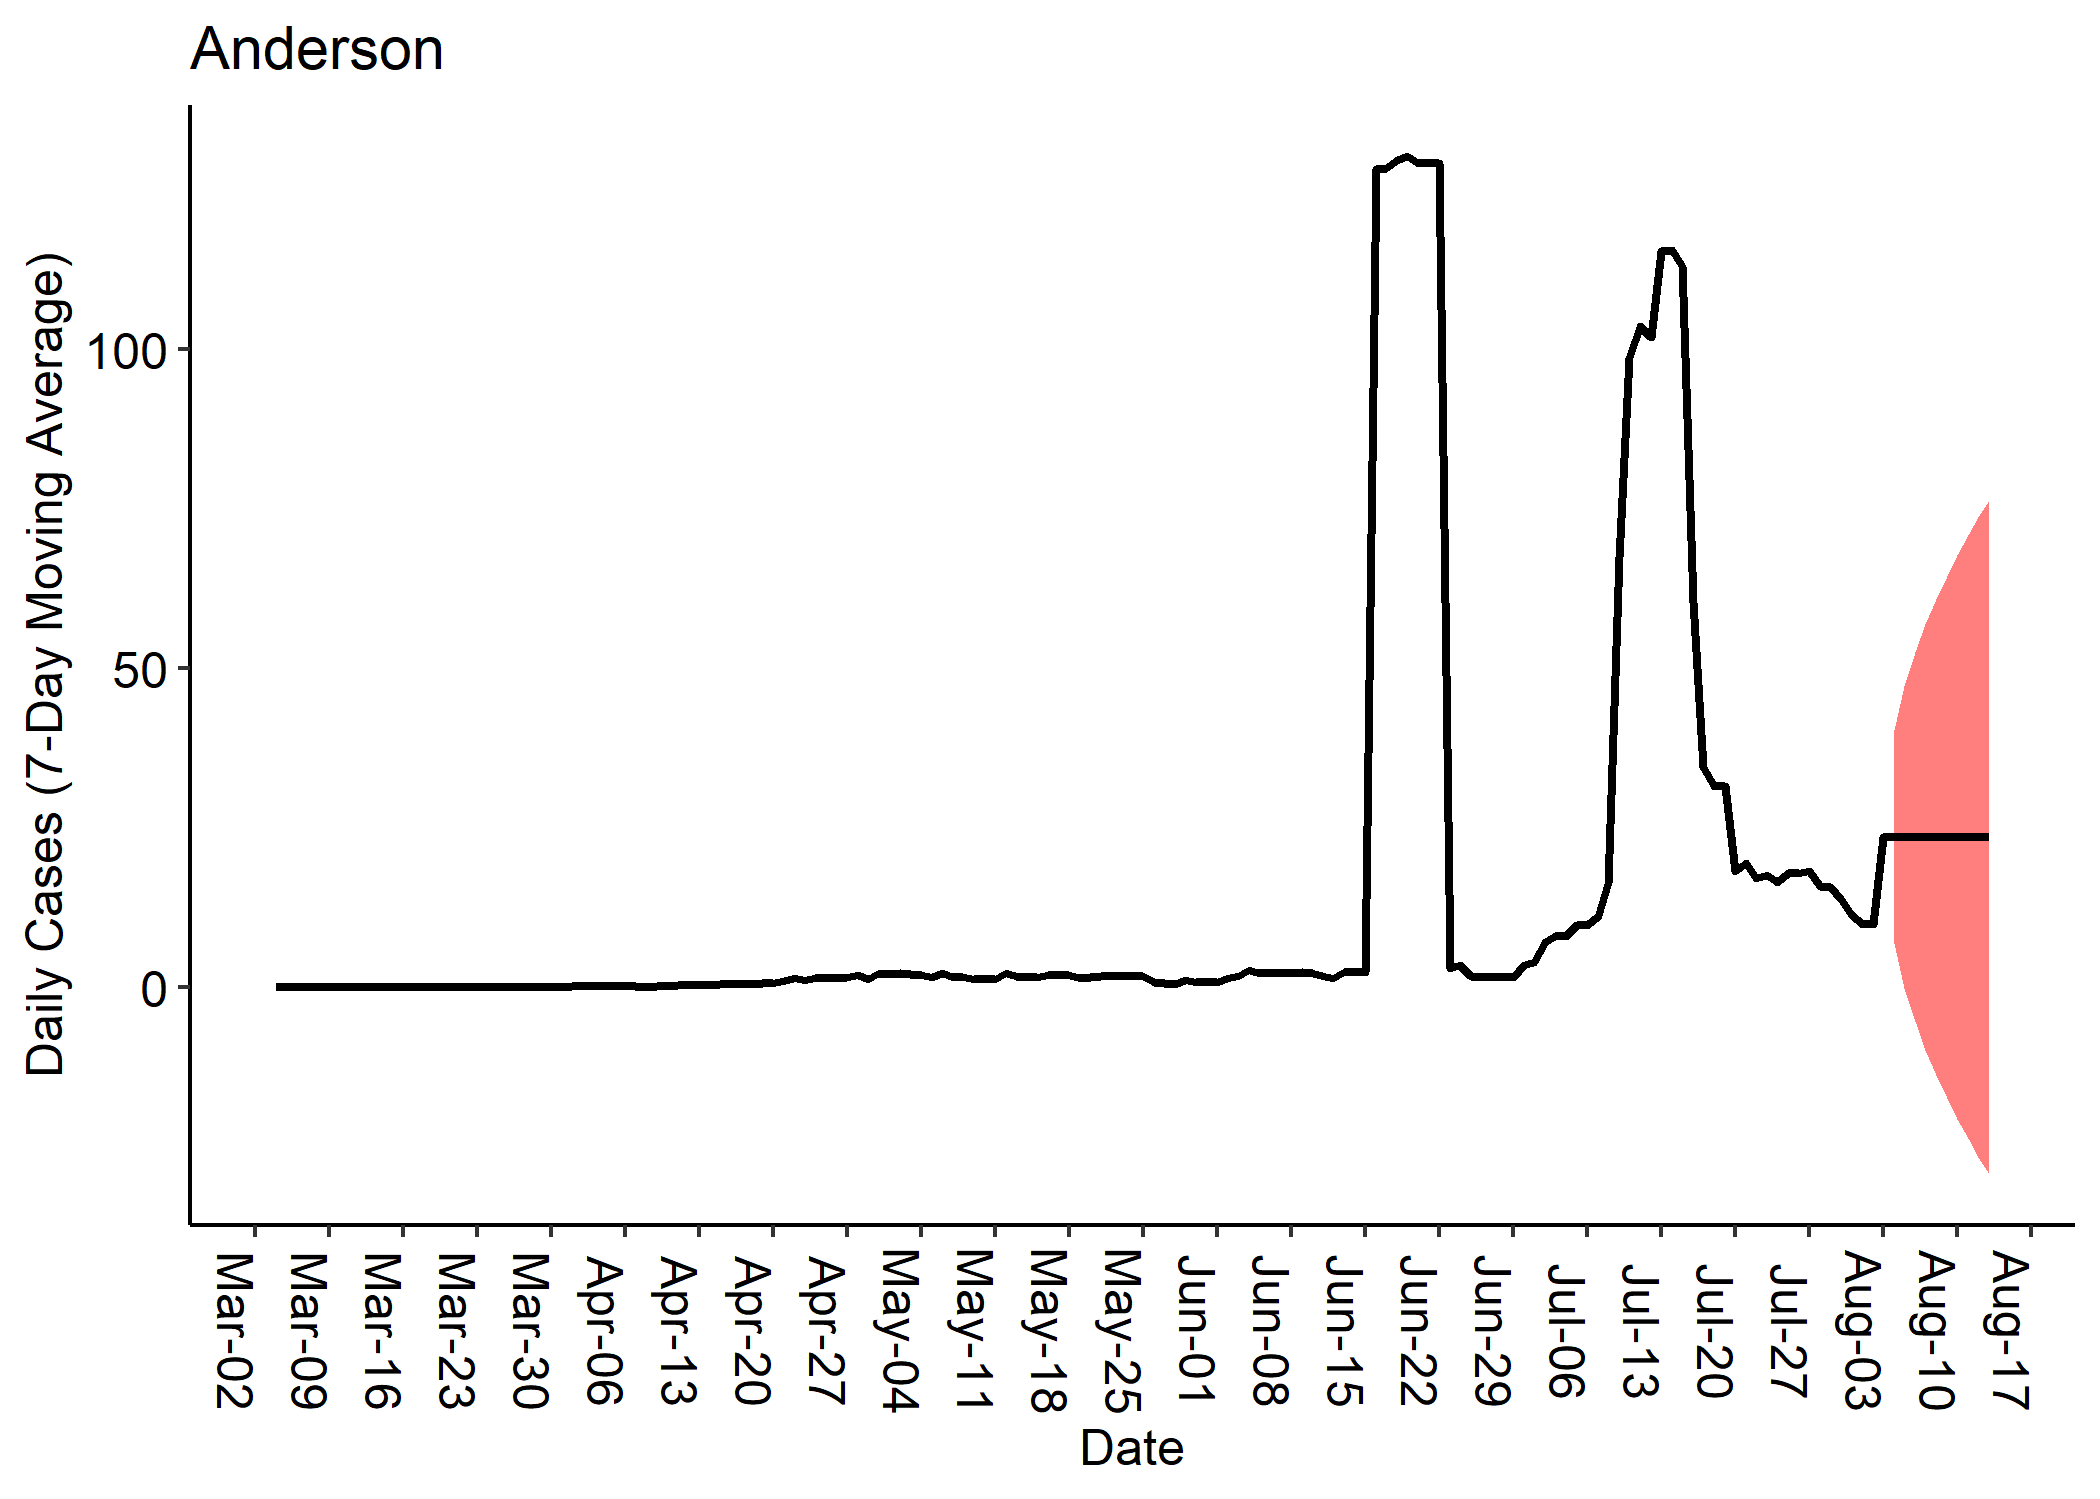 Anderson
Daily Cases (7-Day Moving Average)
100
50
0
Mar-02
Mar-09
Mar-16
Mar-23
Mar-30
Apr-06
Apr-13
Apr-20
Apr-27
May-04
May-11
May-18
May-25
Jun-01
Jun-08
Jun-15
Jun-22
Jun-29
Jul-06
Jul-13
Jul-20
Jul-27
Aug-03
Aug-10
Aug-17
Date